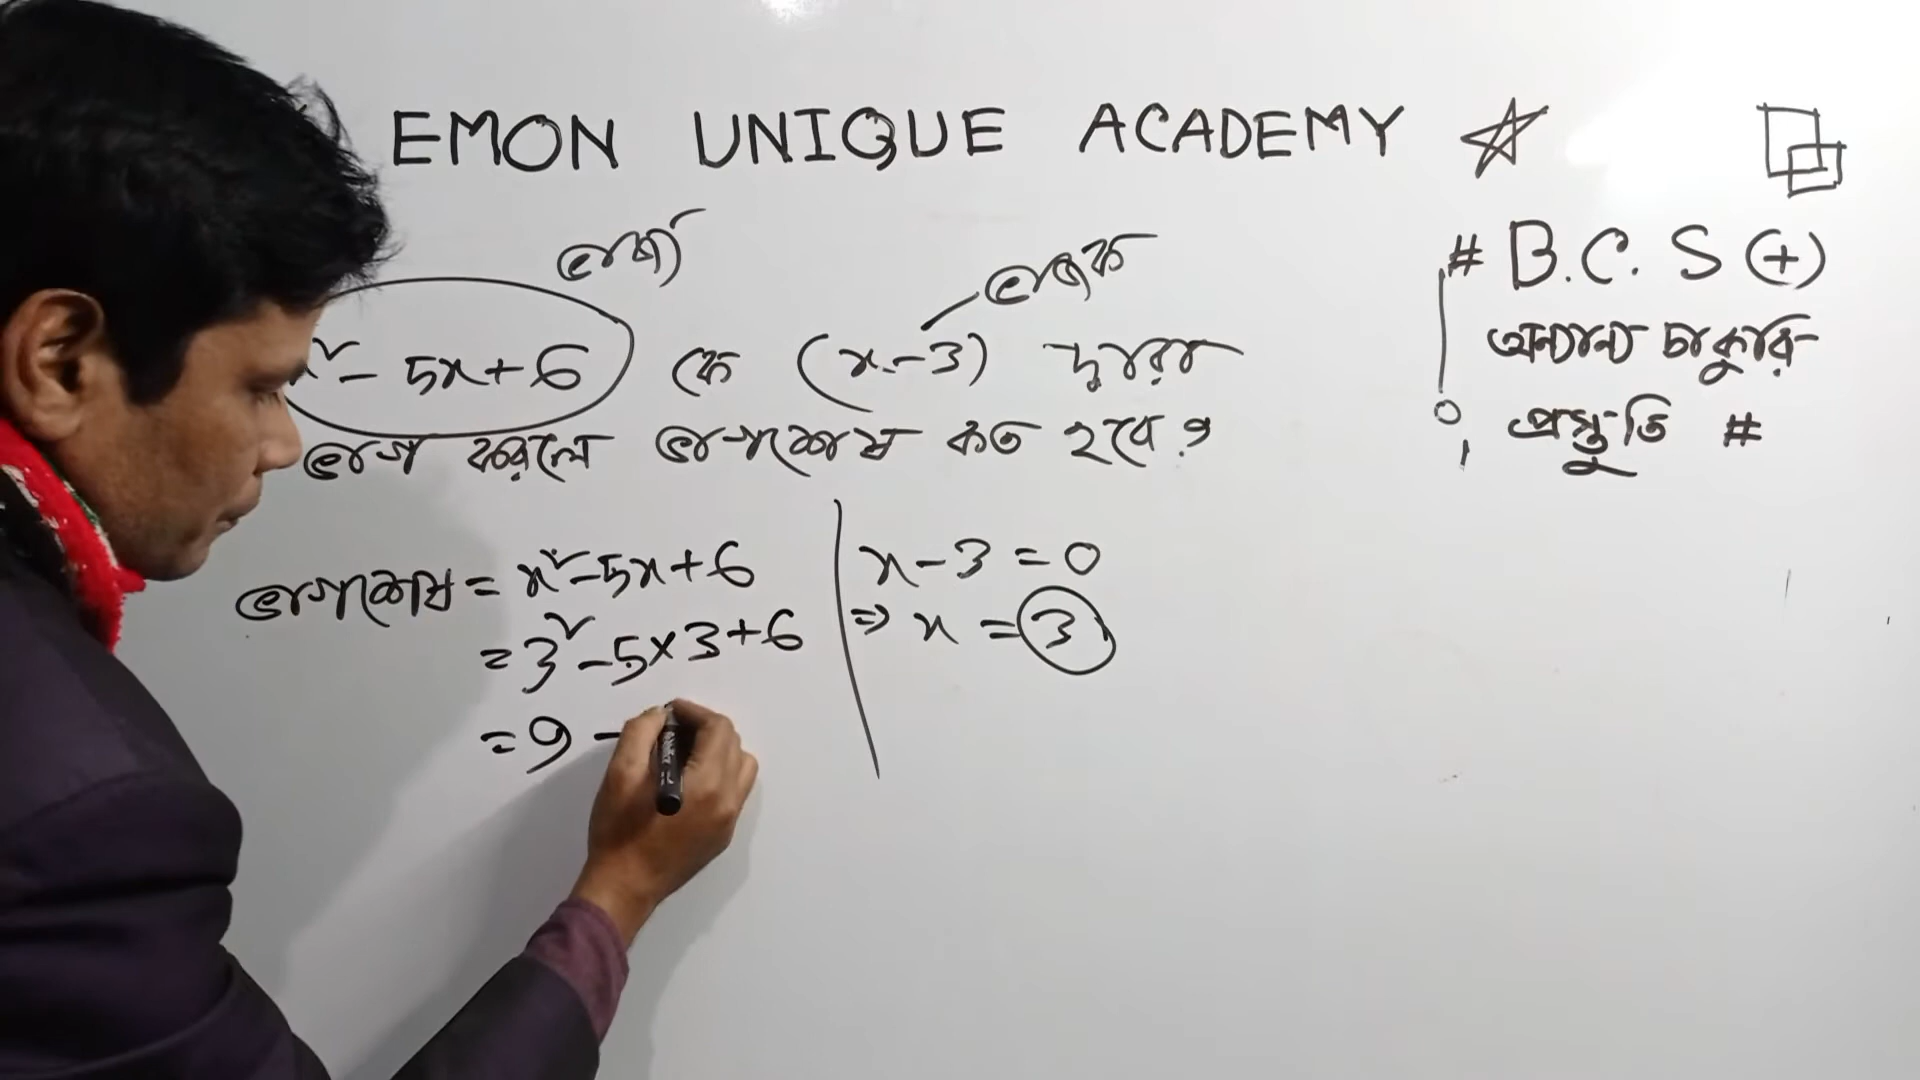 EMON UNIQUE ACADEMY
# B.C.S (+)
অন্যান্য চাকুরি
প্রস্তুতি #
ভাজ্য
ভাজক
x² - 5x + 6 কে (x - 3) দ্বারা
ভাগ করলে ভাগশেষ কত হবে?
ভাগশেষ = x² - 5x + 6
= 3² - 5 × 3 + 6
= 9 -
x - 3 = 0
⇒ x = 3